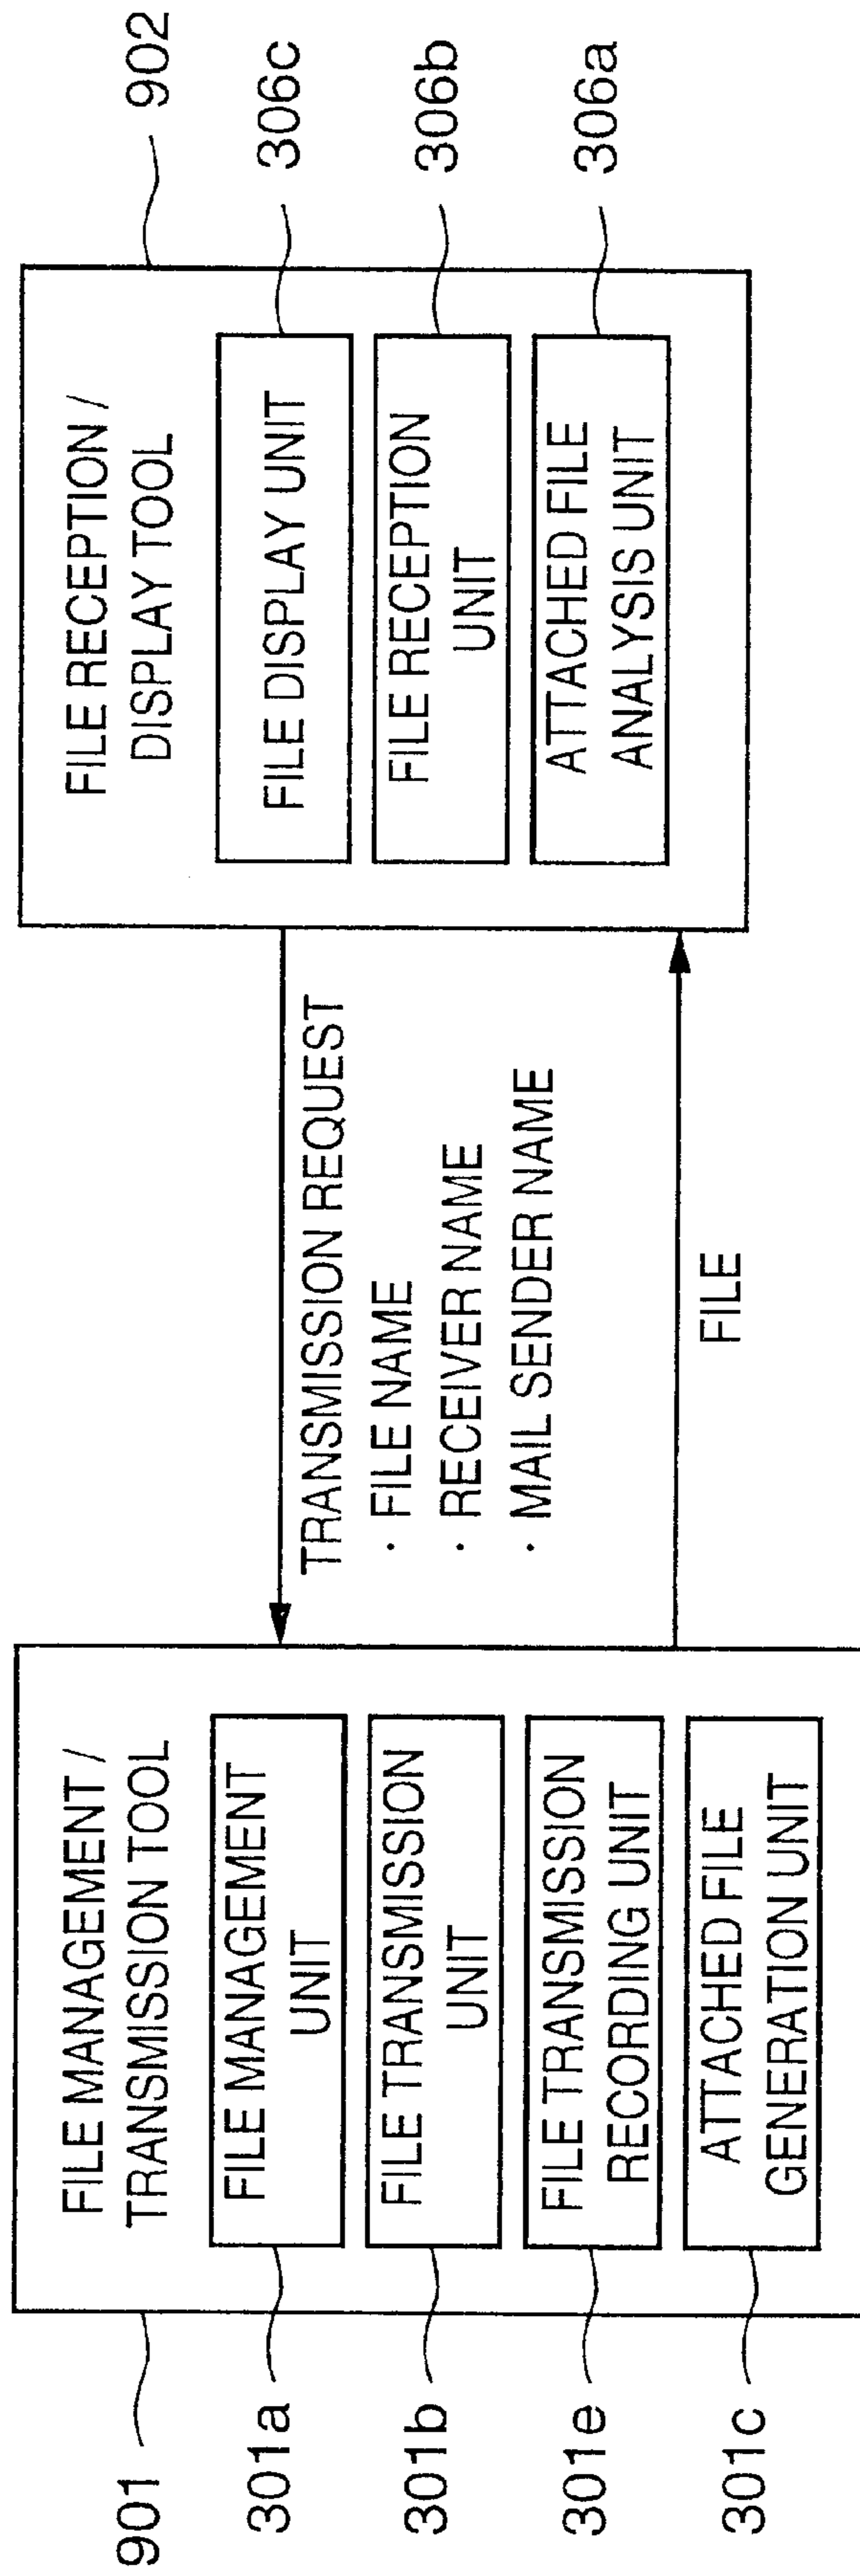 901
FILE MANAGEMENT /
TRANSMISSION TOOL
301a
FILE MANAGEMENT
UNIT
301b
FILE TRANSMISSION
UNIT
301e
FILE TRANSMISSION
RECORDING UNIT
301c
ATTACHED FILE
GENERATION UNIT
TRANSMISSION REQUEST
· FILE NAME
· RECEIVER NAME
· MAIL SENDER NAME
FILE
902
FILE RECEPTION /
DISPLAY TOOL
FILE DISPLAY UNIT
306c
FILE RECEPTION
UNIT
306b
ATTACHED FILE
ANALYSIS UNIT
306a